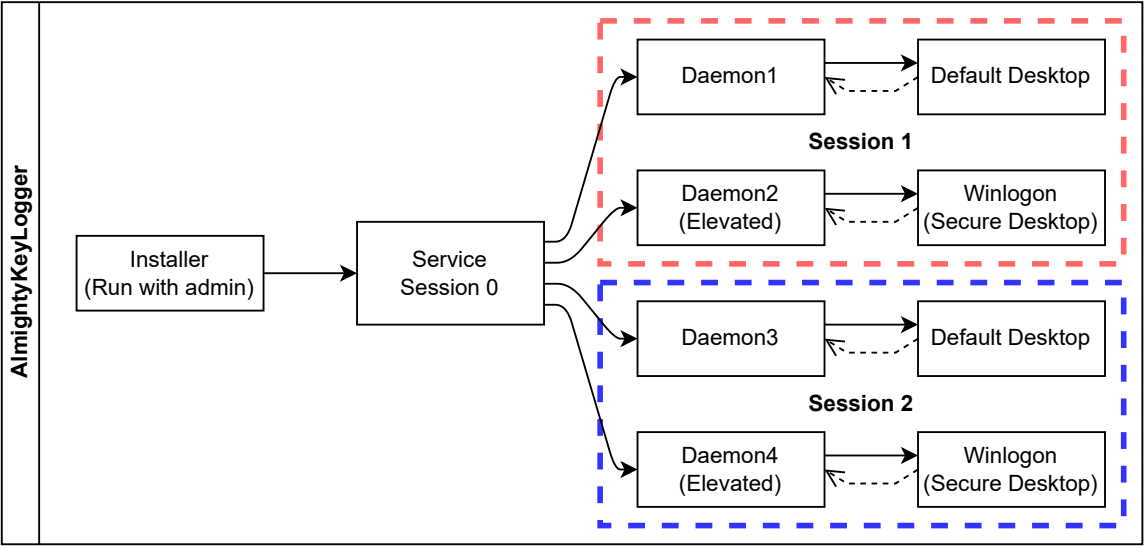 AlmightyKeyLogger
Installer
(Run with admin)
Service
Session 0
Daemon1
Default Desktop
Session 1
Daemon2
(Elevated)
Winlogon
(Secure Desktop)
Daemon3
Default Desktop
Session 2
Daemon4
(Elevated)
Winlogon
(Secure Desktop)